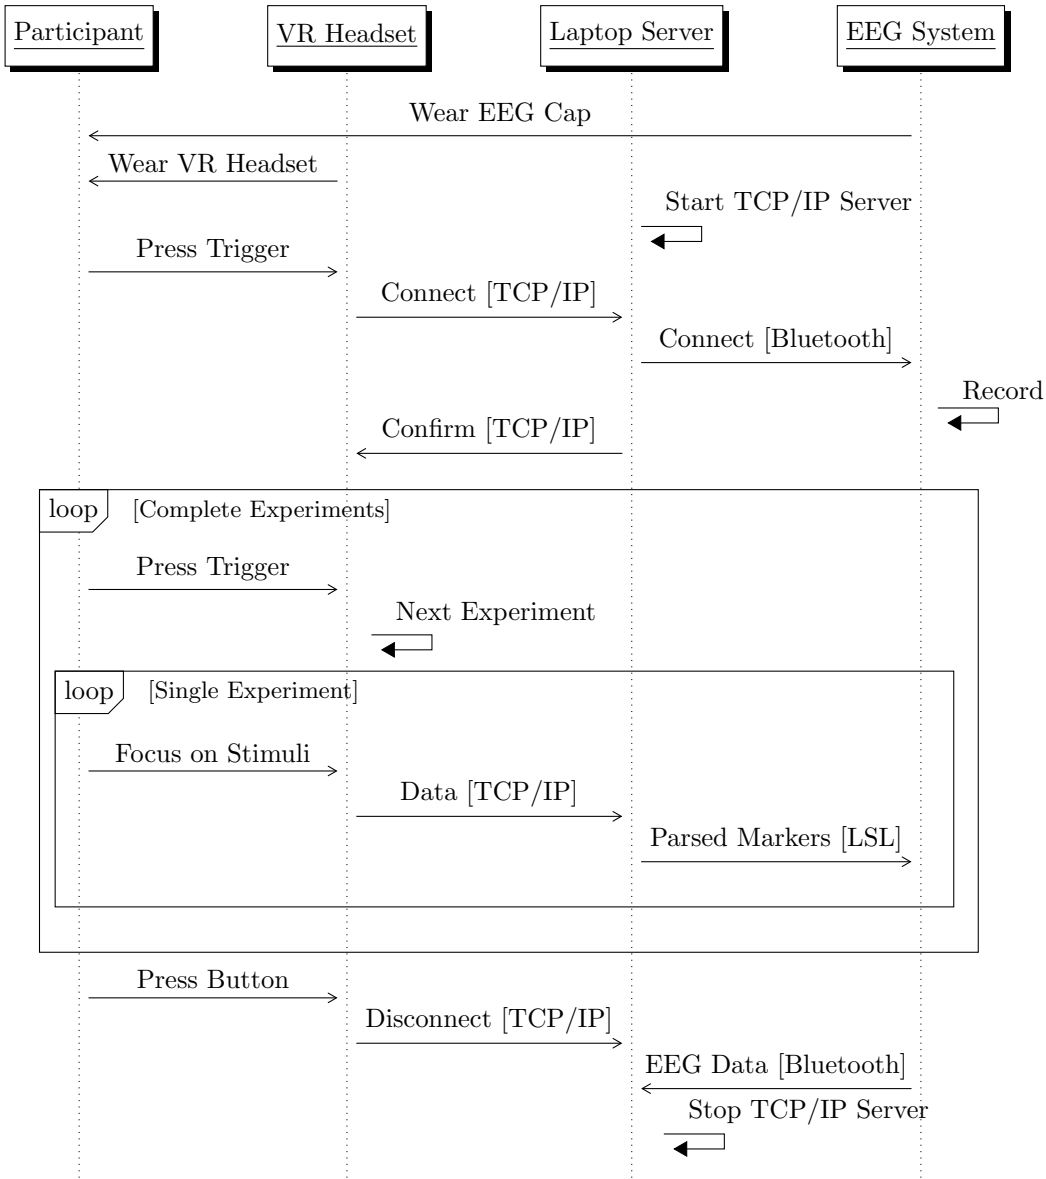 Participant
VR Headset
Laptop Server
EEG System
Wear EEG Cap
Wear VR Headset
Start TCP/IP Server
Press Trigger
Connect [TCP/IP]
Connect [Bluetooth]
Record
Confirm [TCP/IP]
loop [Complete Experiments]
Press Trigger
Next Experiment
loop [Single Experiment]
Focus on Stimuli
Data [TCP/IP]
Parsed Markers [LSL]
Press Button
Disconnect [TCP/IP]
EEG Data [Bluetooth]
Stop TCP/IP Server